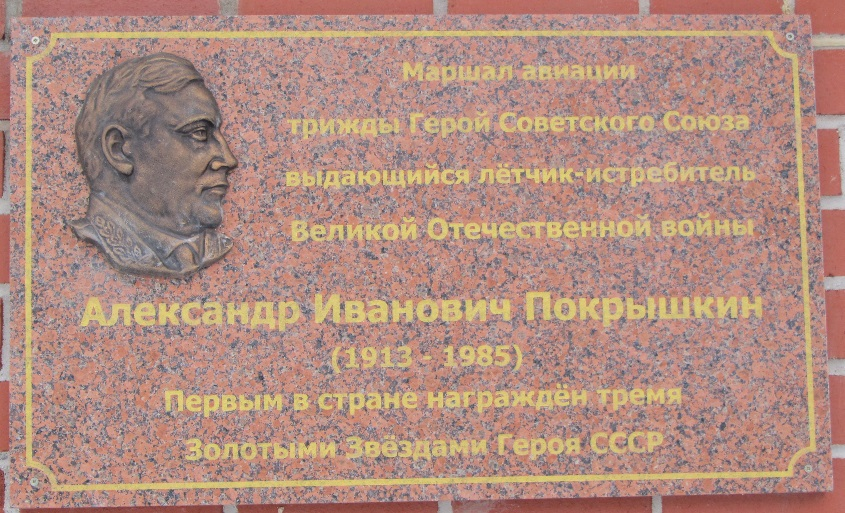 Маршал авиации
трижды Герой Советского Союза
выдающийся лётчик-истребитель
Великой Отечественной войны
Александр Иванович Покрышкин
(1913 - 1985)
Первым в стране награждён тремя
Золотыми Звёздами Героя СССР